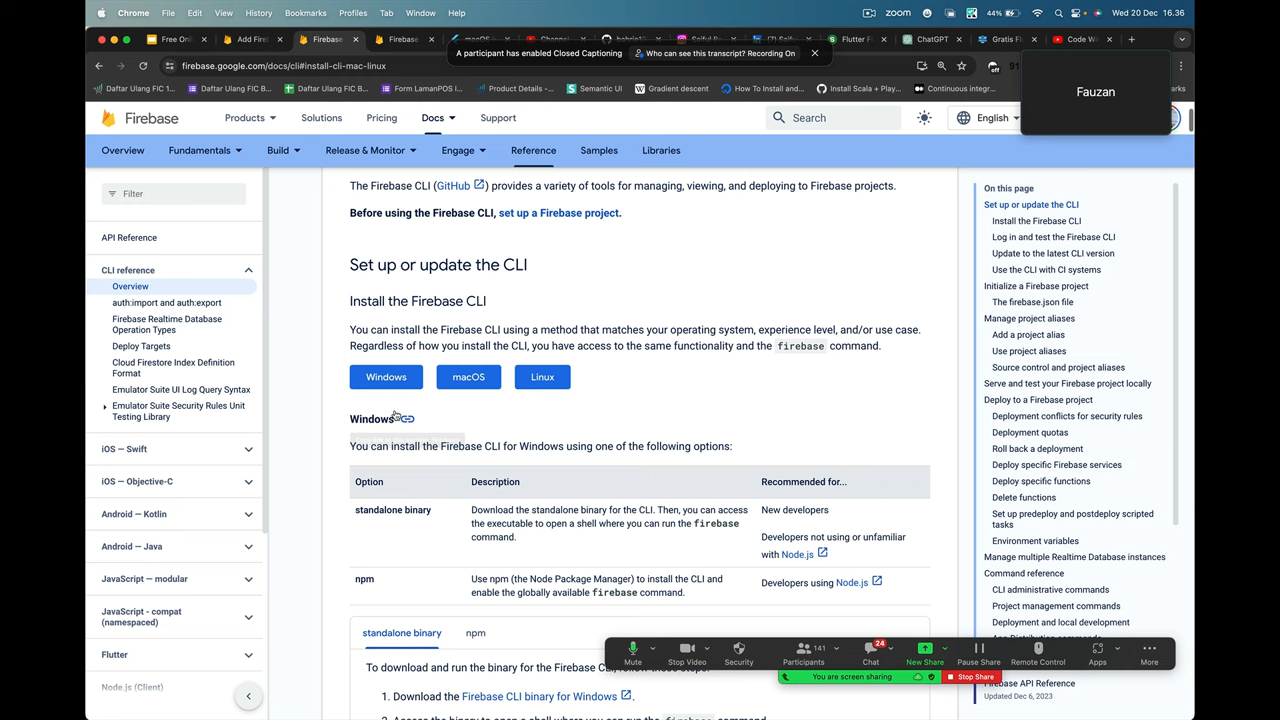 Chrome File Edit View History Bookmarks Profiles Tab Window Help zoom 44% Wed 20 Dec 16.36
Free Onl Add Fire Firebase Firebase macOS Channel Saiful B Flutter F ChatGPT Gratis Fl Code W
A participant has enabled Closed Captioning Who can see this transcript? Recording On
firebase.google.com/docs/cli#install-cli-mac-linux
Fauzan
Daftar Ulang FIC 1... Daftar Ulang FIC B... Daftar Ulang FIC B... Form LamanPOS I... Product Details -... Semantic UI Gradient descent How To Install and... Install Scala + Play... Continuous integr...
Firebase Products Solutions Pricing Docs Support Search English
Overview Fundamentals Build Release & Monitor Engage Reference Samples Libraries
Filter
API Reference
CLI reference
Overview
auth:import and auth:export
Firebase Realtime Database
Operation Types
Deploy Targets
Cloud Firestore Index Definition
Format
Emulator Suite UI Log Query Syntax
Emulator Suite Security Rules Unit
Testing Library
iOS — Swift
iOS — Objective-C
Android — Kotlin
Android — Java
JavaScript — modular
JavaScript - compat
(namespaced)
Flutter
Node.js (Client)
The Firebase CLI (GitHub) provides a variety of tools for managing, viewing, and deploying to Firebase projects.
Before using the Firebase CLI, set up a Firebase project.
Set up or update the CLI
Install the Firebase CLI
You can install the Firebase CLI using a method that matches your operating system, experience level, and/or use case.
Regardless of how you install the CLI, you have access to the same functionality and the firebase command.
Windows macOS Linux
Windows
You can install the Firebase CLI for Windows using one of the following options:
Option Description Recommended for...
standalone binary Download the standalone binary for the CLI. Then, you can access New developers
the executable to open a shell where you can run the firebase
command.
Developers not using or unfamiliar
with Node.js
npm Use npm (the Node Package Manager) to install the CLI and Developers using Node.js
enable the globally available firebase command.
standalone binary npm
To download and run the binary for the Firebase CLI, follow these steps:
1. Download the Firebase CLI binary for Windows.
2. Access the binary to open a shell where you can run the firebase command.
On this page
Set up or update the CLI
Install the Firebase CLI
Log in and test the Firebase CLI
Update to the latest CLI version
Use the CLI with CI systems
Initialize a Firebase project
The firebase.json file
Manage project aliases
Add a project alias
Use project aliases
Source control and project aliases
Serve and test your Firebase project locally
Deploy to a Firebase project
Deployment conflicts for security rules
Deployment quotas
Roll back a deployment
Deploy specific Firebase services
Deploy specific functions
Delete functions
Set up predeploy and postdeploy scripted
tasks
Environment variables
Manage multiple Realtime Database instances
Command reference
CLI administrative commands
Project management commands
Deployment and local development
Firebase API Reference
Updated Dec 6, 2023
Mute Stop Video Security Participants 141 Chat 24 New Share Pause Share Remote Control Apps More
You are screen sharing Stop Share